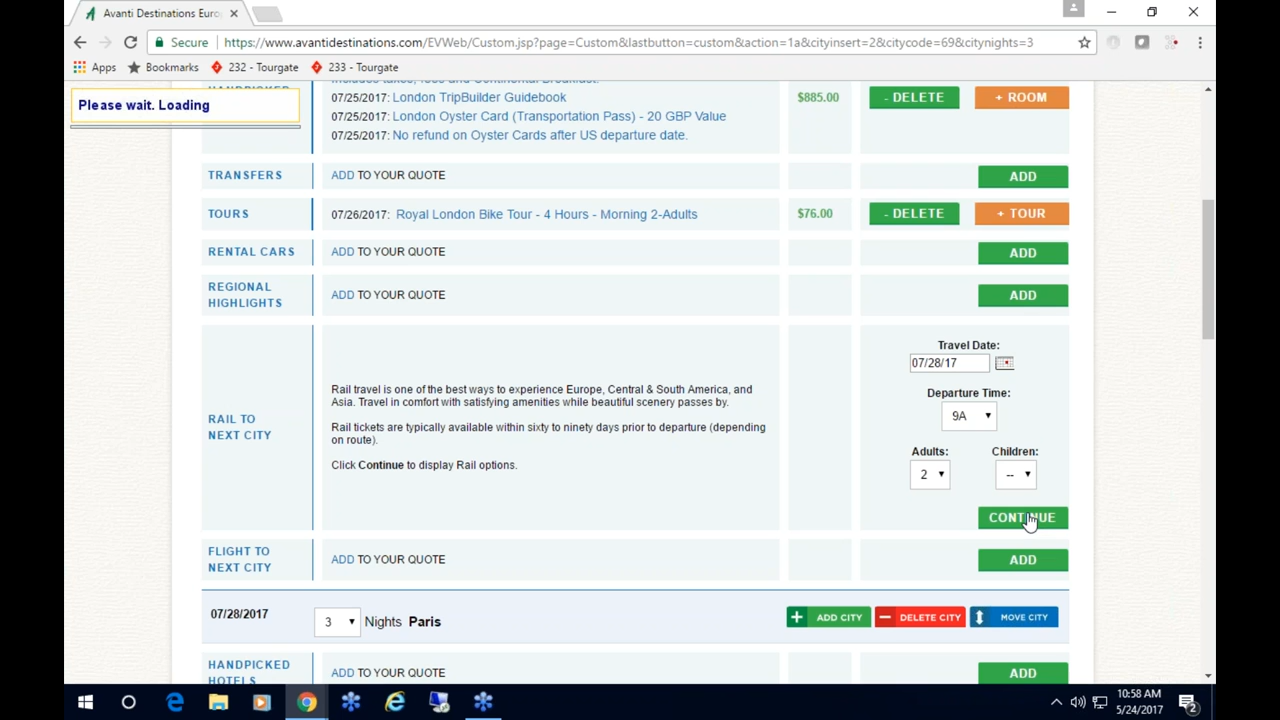 Avanti Destinations Euro
Secure
https://www.avantidestinations.com/EVWeb/Custom.jsp?page=Custom&lastbutton=custom&action=1a&cityinsert=2&citycode=69&citynights=3
Apps
Bookmarks
232 - Tourgate
233 - Tourgate
Please wait. Loading
07/25/2017: London TripBuilder Guidebook
$885.00
- DELETE
+ ROOM
07/25/2017: London Oyster Card (Transportation Pass) - 20 GBP Value
07/25/2017: No refund on Oyster Cards after US departure date.
TRANSFERS
ADD TO YOUR QUOTE
ADD
TOURS
07/26/2017: Royal London Bike Tour - 4 Hours - Morning 2-Adults
$76.00
- DELETE
+ TOUR
RENTAL CARS
ADD TO YOUR QUOTE
ADD
REGIONAL
HIGHLIGHTS
ADD TO YOUR QUOTE
ADD
RAIL TO
NEXT CITY
Rail travel is one of the best ways to experience Europe, Central & South America, and
Asia. Travel in comfort with satisfying amenities while beautiful scenery passes by.
Rail tickets are typically available within sixty to ninety days prior to departure (depending
on route).
Click Continue to display Rail options.
Travel Date:
07/28/17
Departure Time:
9A
Adults:
Children:
2
--
CONTINUE
FLIGHT TO
NEXT CITY
ADD TO YOUR QUOTE
ADD
07/28/2017
3
Nights Paris
ADD CITY
DELETE CITY
MOVE CITY
HANDPICKED
HOTELS
ADD TO YOUR QUOTE
ADD
10:58 AM
5/24/2017
2